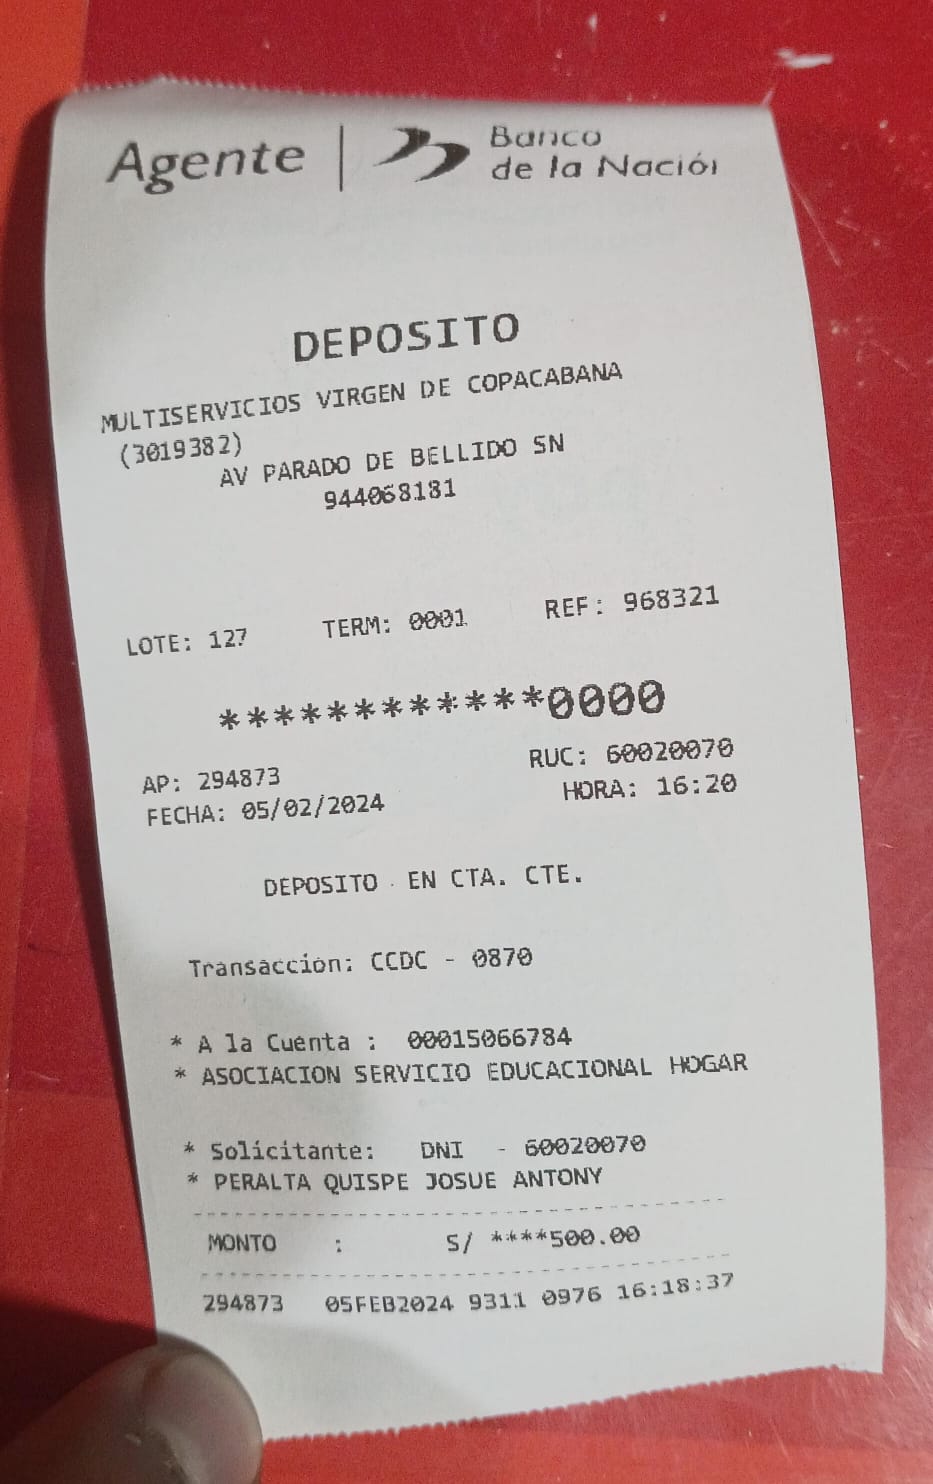 Agente | Banco
de la Nación
DEPOSITO
MULTISERVICIOS VIRGEN DE COPACABANA
(3019382)
AV PARADO DE BELLIDO SN
944068181
LOTE: 127 TERM: 0001 REF: 968321
************0000
AP: 294873 RUC: 60020070
FECHA: 05/02/2024 HORA: 16:20
DEPOSITO EN CTA. CTE.
Transacción: CCDC - 0870
* A la Cuenta : 00015066784
* ASOCIACION SERVICIO EDUCACIONAL HOGAR
* Solicitante: DNI - 60020070
* PERALTA QUISPE JOSUE ANTONY
MONTO : S/ ****500.00
294873 05FEB2024 9311 0976 16:18:37